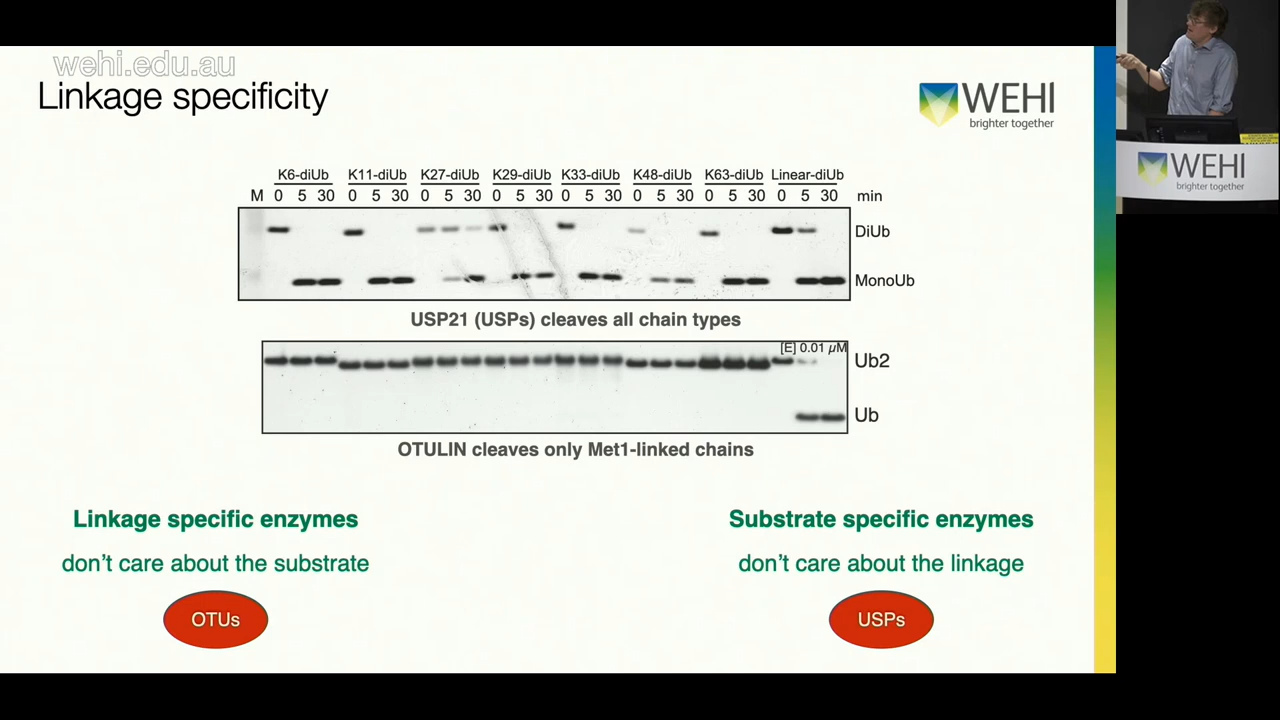 wehi.edu.au
Linkage specificity
WEHI
brighter together
K6-diUb K11-diUb K27-diUb K29-diUb K33-diUb K48-diUb K63-diUb Linear-diUb
M 0 5 30 0 5 30 0 5 30 0 5 30 0 5 30 0 5 30 0 5 30 0 5 30 min
DiUb
MonoUb
USP21 (USPs) cleaves all chain types
[E] 0.01 µM
Ub2
Ub
OTULIN cleaves only Met1-linked chains
Linkage specific enzymes
don't care about the substrate
OTUs
Substrate specific enzymes
don't care about the linkage
USPs
WEHI
brighter together